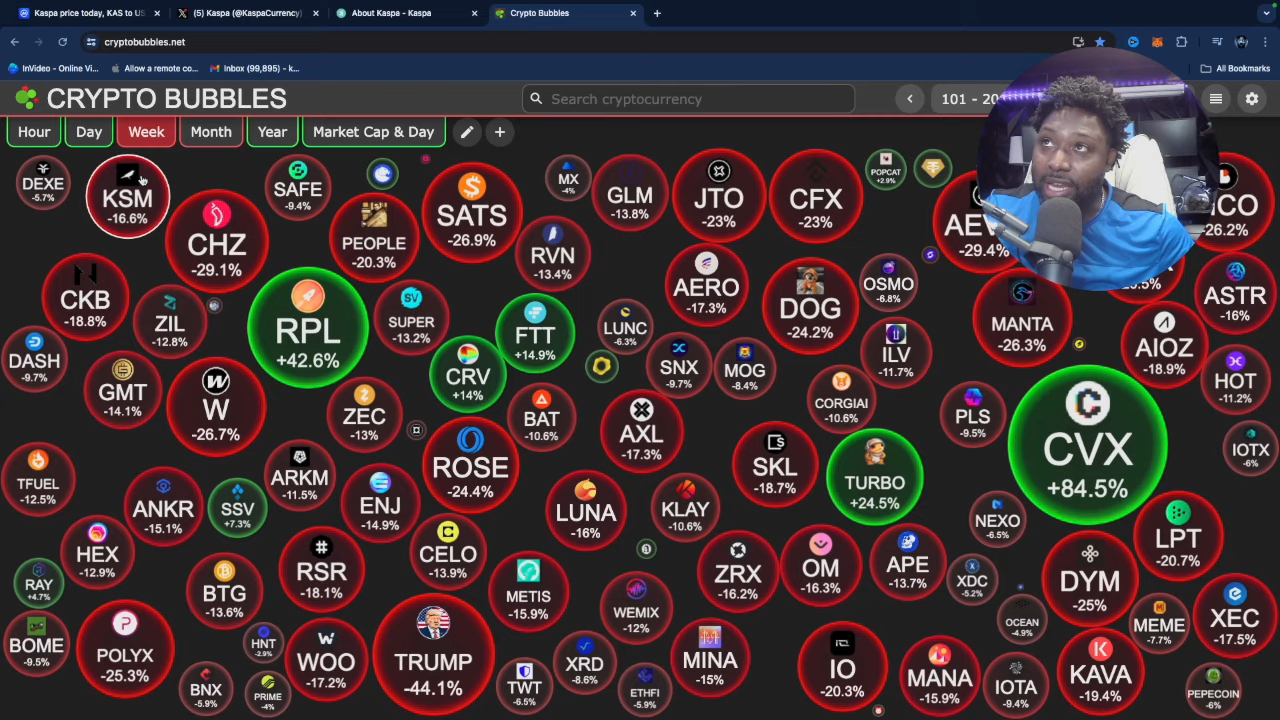 Kaspa price today, KAS to US
(5) Kaspa (@KaspaCurrency)
About Kaspa - Kaspa
Crypto Bubbles
cryptobubbles.net
InVideo - Online Vi...
Allow a remote co...
Inbox (99,895) - k...
All Bookmarks
CRYPTO BUBBLES
Search cryptocurrency
Hour
Day
Week
Month
Year
Market Cap & Day
DEXE
-5.7%
KSM
-16.6%
CHZ
-29.1%
SAFE
-9.4%
PEOPLE
-20.3%
SATS
-26.9%
RVN
-13.4%
MX
-4%
GLM
-13.8%
JTO
-23%
CFX
-23%
POPCAT
+2.9%
-29.4%
-26.2%
CKB
-18.8%
ZIL
-12.8%
RPL
+42.6%
SUPER
-13.2%
FTT
+14.9%
LUNC
-6.3%
AERO
-17.3%
DOG
-24.2%
OSMO
-6.8%
MANTA
-26.3%
ASTR
-16%
DASH
-9.7%
GMT
-14.1%
W
-26.7%
ZEC
-13%
CRV
+14%
BAT
-10.6%
SNX
-9.7%
MOG
-8.4%
ILV
-11.7%
CORGIAI
-10.6%
AIOZ
-18.9%
HOT
-11.2%
TFUEL
-12.5%
ANKR
-15.1%
SSV
+7.3%
ARKM
-11.5%
ENJ
-14.9%
ROSE
-24.4%
AXL
-17.3%
LUNA
-16%
KLAY
-10.6%
SKL
-18.7%
TURBO
+24.5%
PLS
-9.5%
CVX
+84.5%
IOTX
-6%
HEX
-12.9%
RAY
+4.7%
BTG
-13.6%
RSR
-18.1%
CELO
-13.9%
METIS
-15.9%
WEMIX
-12%
ZRX
-16.2%
OM
-16.3%
APE
-13.7%
NEXO
-6.5%
XDC
-5.2%
OCEAN
-4.9%
DYM
-25%
LPT
-20.7%
MEME
-7.7%
XEC
-17.5%
BOME
-9.5%
POLYX
-25.3%
BNX
-5.9%
HNT
-2.9%
PRIME
-4%
WOO
-17.2%
TRUMP
-44.1%
TWT
-6.5%
XRD
-8.6%
ETHFI
-5.9%
MINA
-15%
IO
-20.3%
MANA
-15.9%
IOTA
-9.4%
KAVA
-19.4%
PEPECOIN
-6%